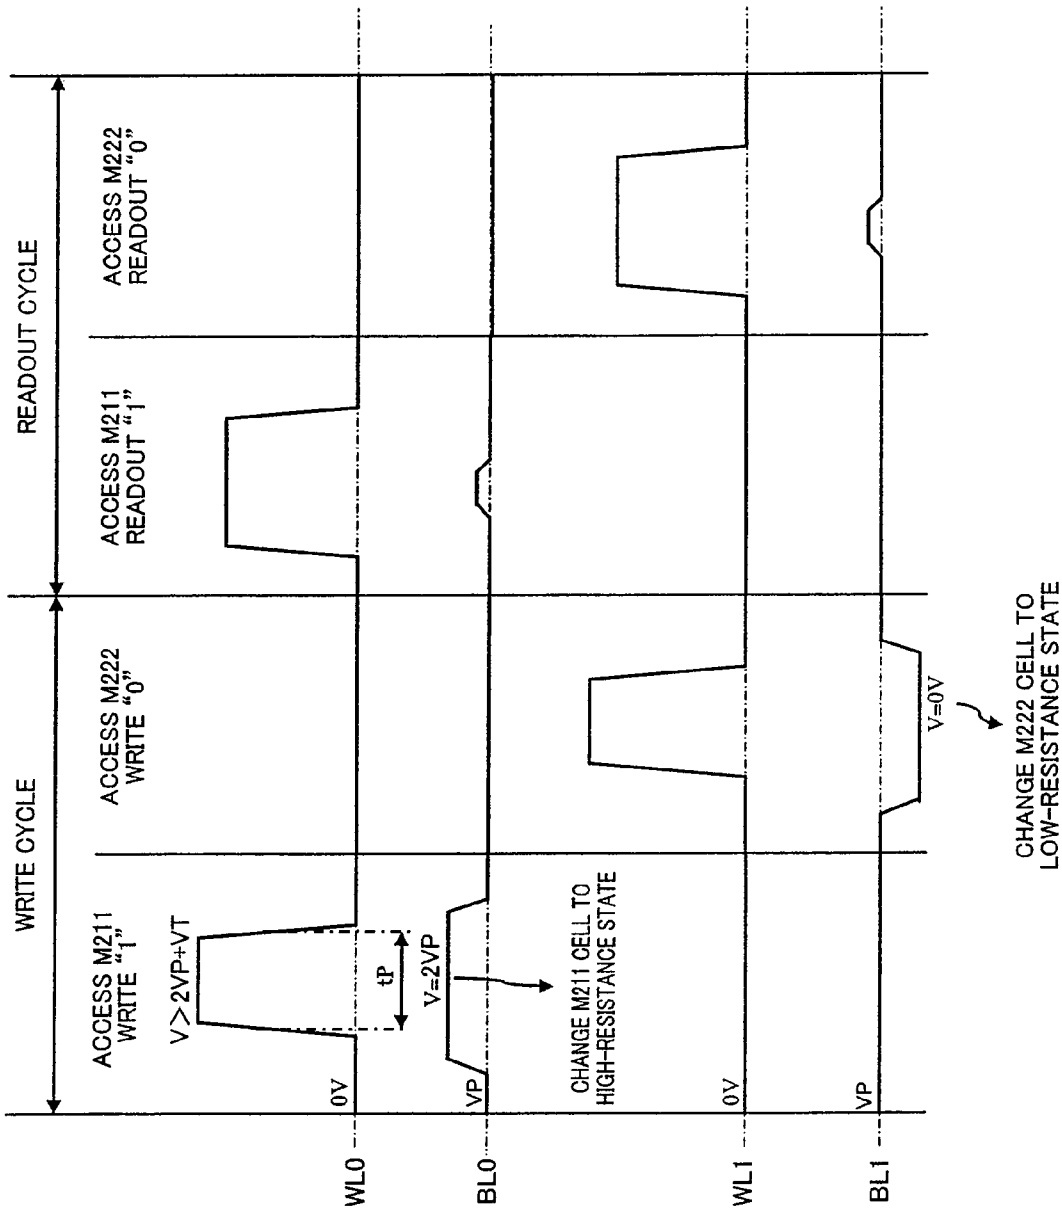 WRITE CYCLE
READOUT CYCLE
ACCESS M211
WRITE “1”
ACCESS M222
WRITE “0”
ACCESS M211
READOUT “1”
ACCESS M222
READOUT “0”
V>2VP+VT
WL0
0V
tP
V=2VP
BL0
VP
CHANGE M211 CELL TO
HIGH-RESISTANCE STATE
WL1
0V
BL1
VP
V=0V
CHANGE M222 CELL TO
LOW-RESISTANCE STATE